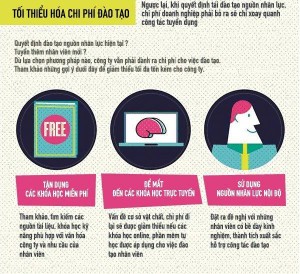 TỐI THIỂU HÓA CHI PHÍ ĐÀO TẠO
Ngược lại, khi quyết định tái đào tạo nguồn nhân lực,
chi phí doanh nghiệp phải bỏ ra sẽ chỉ xoay quanh
công tác tuyển dụng
Quyết định đào tạo nguồn nhân lực hiện tại ?
Tuyển thêm nhân viên mới ?
Dù lựa chọn phương pháp nào, công ty vẫn phải dành ra chi phí cho việc đào tạo.
Tham khảo những gợi ý dưới đây để giảm thiểu tối đa tốn kém cho công ty.
FREE
TẬN DỤNG
CÁC KHÓA HỌC MIỄN PHÍ
ĐỂ MẮT
ĐẾN CÁC KHÓA HỌC TRỰC TUYẾN
SỬ DỤNG
NGUỒN NHÂN LỰC NỘI BỘ
Tham khảo, tìm kiếm các
nguồn tài liệu, khóa học kỹ
năng phù hợp với văn hóa
công ty và nhu cầu của
nhân viên
Vấn đề cơ sở vật chất, chi phí đi
lại sẽ được giảm thiểu nếu các
khóa học online, phần mềm tự
học được áp dụng cho việc đào
tạo nhân viên
Đặt ra đề nghị với những
nhân viên có bề dày kinh
nghiệm, thành tích xuất sắc
hỗ trợ công tác đào tạo